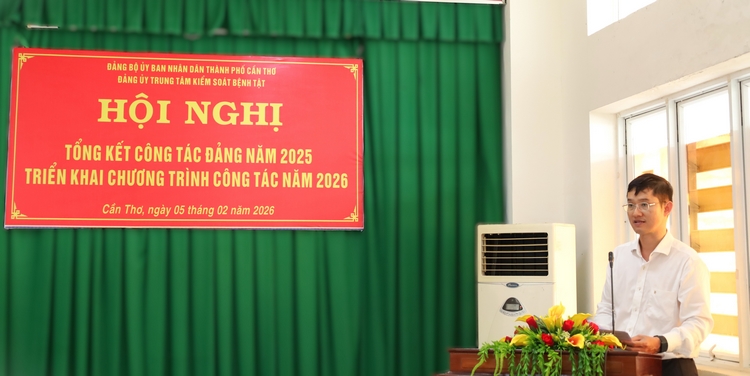 ĐẢNG BỘ ỦY BAN NHÂN DÂN THÀNH PHỐ CẦN THƠ
ĐẢNG ỦY TRUNG TÂM KIỂM SOÁT BỆNH TẬT
HỘI NGHỊ
TỔNG KẾT CÔNG TÁC ĐẢNG NĂM 2025
TRIỂN KHAI CHƯƠNG TRÌNH CÔNG TÁC NĂM 2026
Cần Thơ, ngày 05 tháng 02 năm 2026